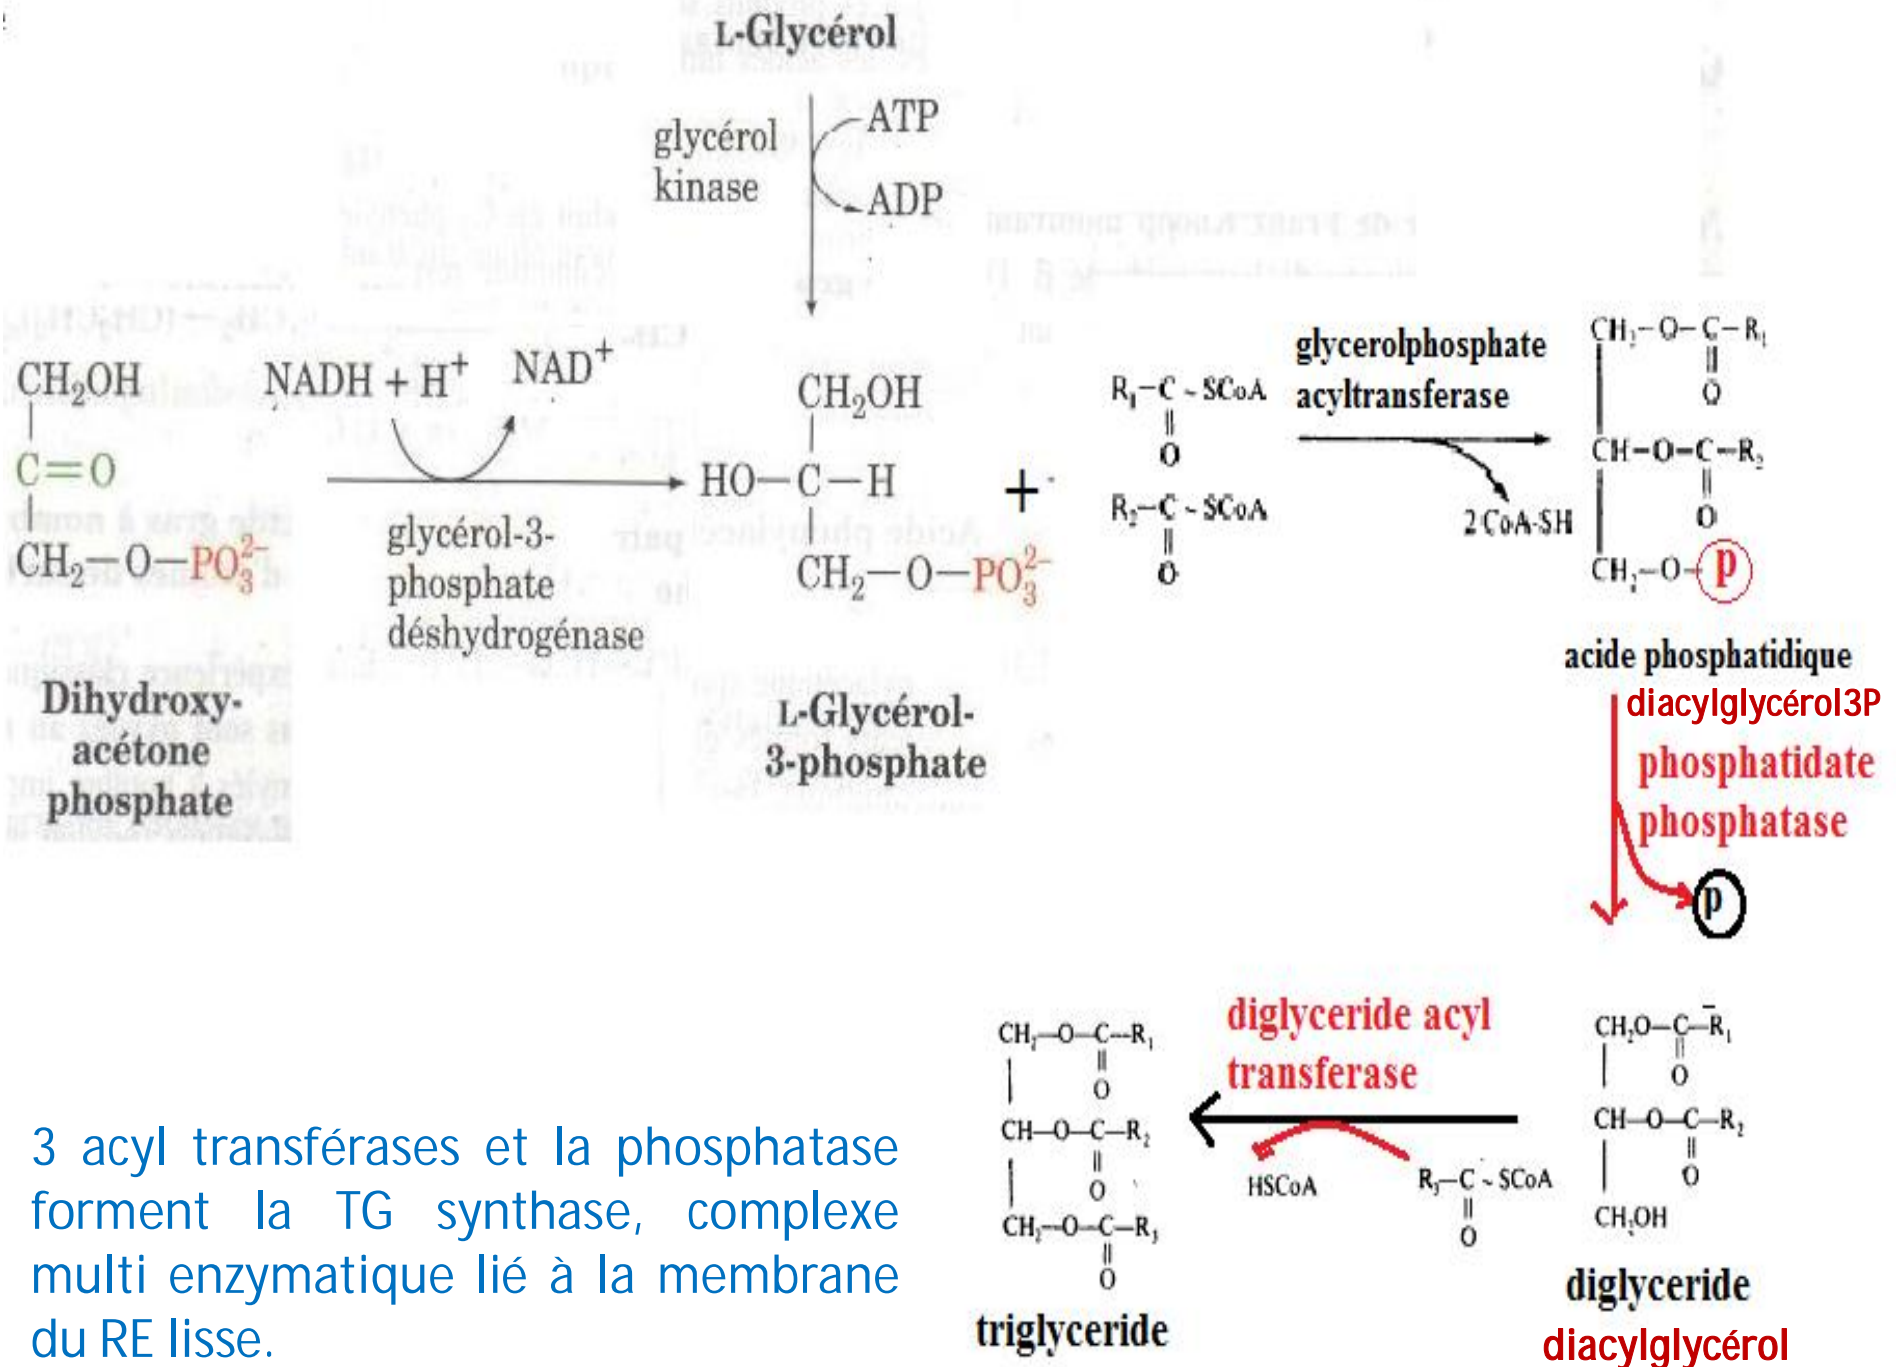 L-Glycérol
glycérol
kinase
ATP
ADP
CH₂OH
C=O
CH₂—O—PO₃²⁻
Dihydroxy-
acétone
phosphate
NADH + H⁺
NAD⁺
glycérol-3-
phosphate
déshydrogénase
CH₂OH
HO—C—H
CH₂—O—PO₃²⁻
L-Glycérol-
3-phosphate
+
R₁–C ~ SCoA
O
R₂–C ~ SCoA
O
glycerolphosphate
acyltransferase
2 CoA-SH
CH₂–O–C–R₁
O
CH–O–C–R₂
O
CH₂–O–p
acide phosphatidique
diacylglycérol3P
phosphatidate
phosphatase
p
CH₂O–C–R₁
O
CH–O–C–R₂
O
CH₂OH
diglyceride
diacylglycérol
diglyceride acyl
transferase
HSCoA
R₃–C ~ SCoA
O
CH₂–O–C–R₁
O
CH–O–C–R₂
O
CH₂–O–C–R₃
O
triglyceride
3 acyl transférases et la phosphatase
forment la TG synthase, complexe
multi enzymatique lié à la membrane
du RE lisse.